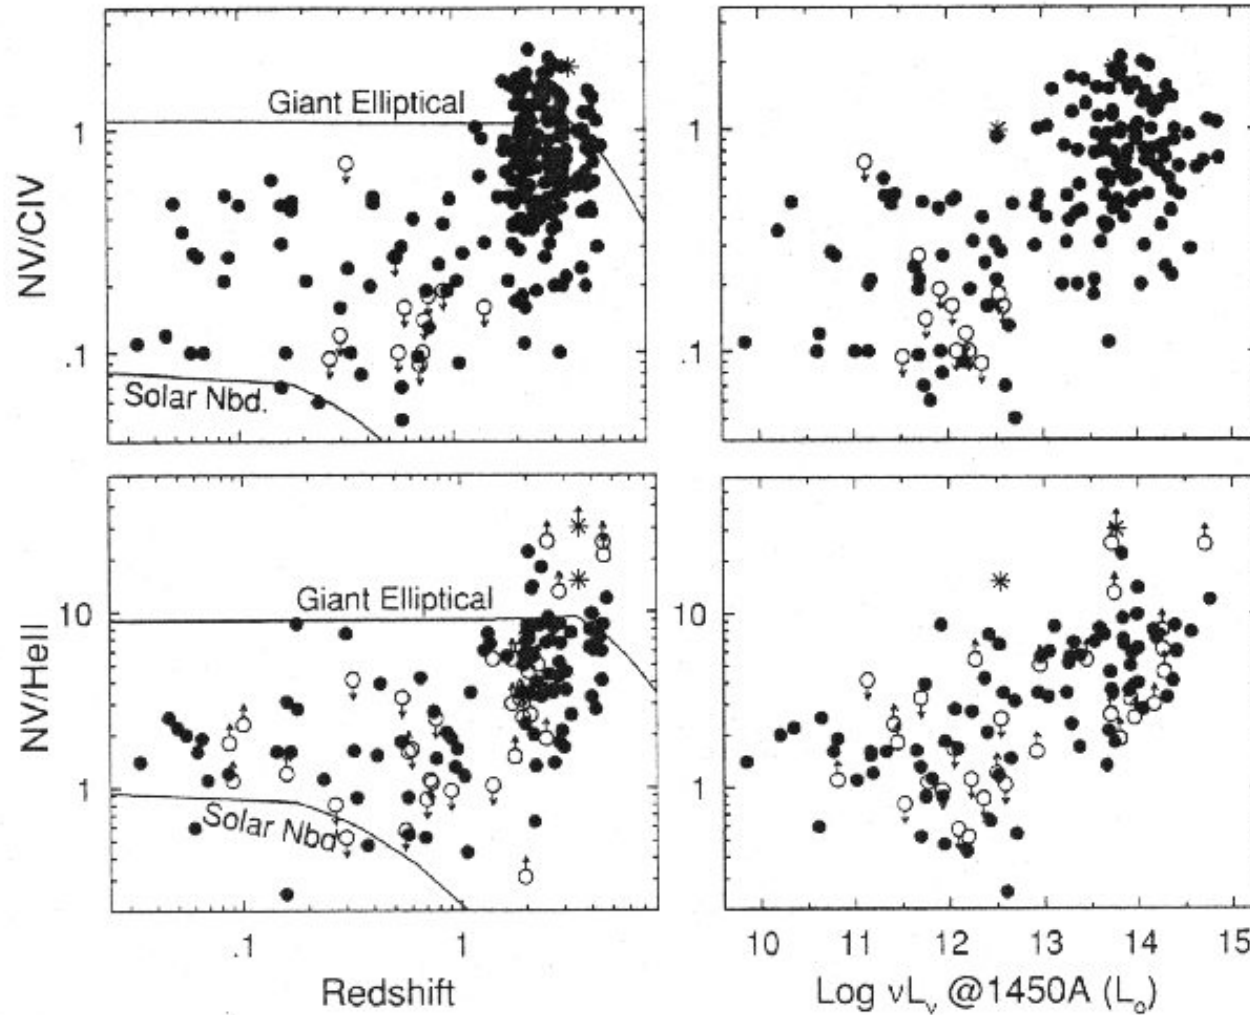 NV/CIV
1
.1
Giant Elliptical
Solar Nbd.
NV/HeII
10
1
Giant Elliptical
Solar Nbd
1
.1
10
1
.1
1
Redshift
10
11
12
13
14
15
Log νLν @1450A (Lo)